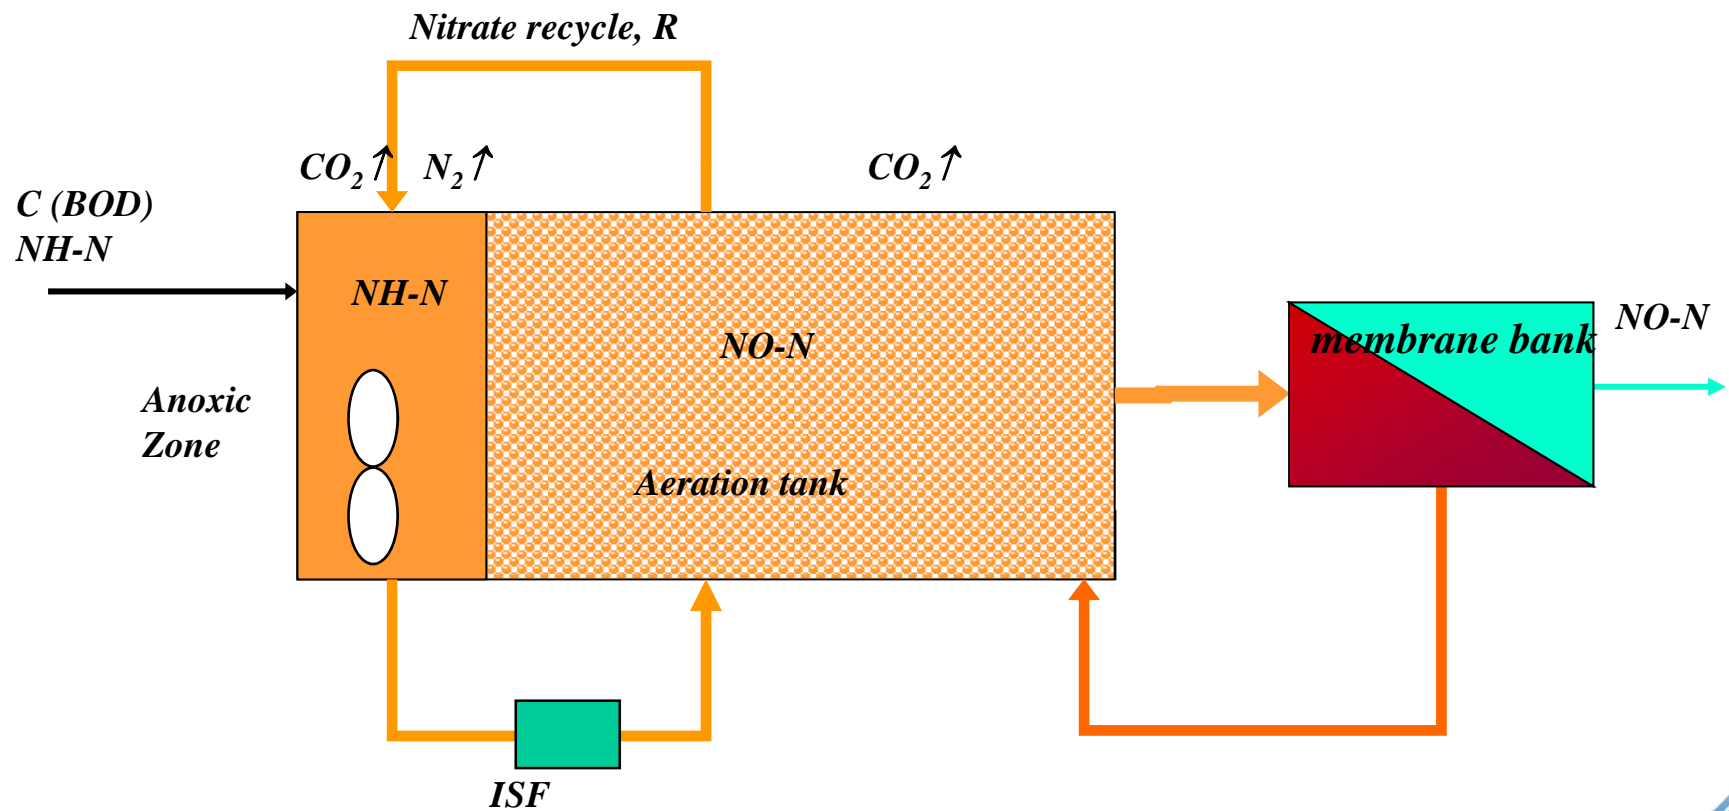 Nitrate recycle, R
CO₂↑ N₂↑
CO₂↑
C (BOD)
NH-N
NH-N
NO-N
NO-N
membrane bank
Anoxic
Zone
Aeration tank
ISF